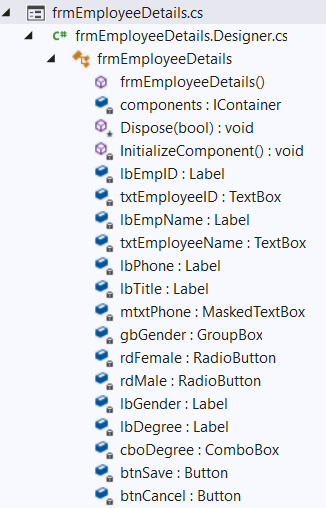 frmEmployeeDetails.cs
C# frmEmployeeDetails.Designer.cs
frmEmployeeDetails
frmEmployeeDetails()
components : IContainer
Dispose(bool) : void
InitializeComponent() : void
lbEmpID : Label
txtEmployeeID : TextBox
lbEmpName : Label
txtEmployeeName : TextBox
lbPhone : Label
lbTitle : Label
mtxtPhone : MaskedTextBox
gbGender : GroupBox
rdFemale : RadioButton
rdMale : RadioButton
lbGender : Label
lbDegree : Label
cboDegree : ComboBox
btnSave : Button
btnCancel : Button